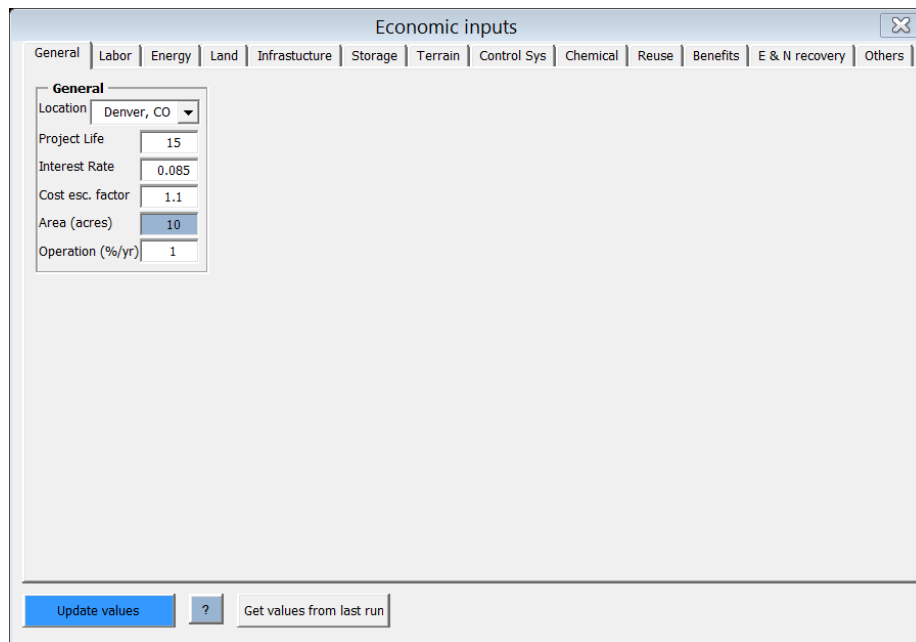 Economic inputs
General Labor Energy Land Infrastucture Storage Terrain Control Sys Chemical Reuse Benefits E & N recovery Others
General
Location Denver, CO
Project Life 15
Interest Rate 0.085
Cost esc. factor 1.1
Area (acres) 10
Operation (%/yr) 1
Update values ? Get values from last run